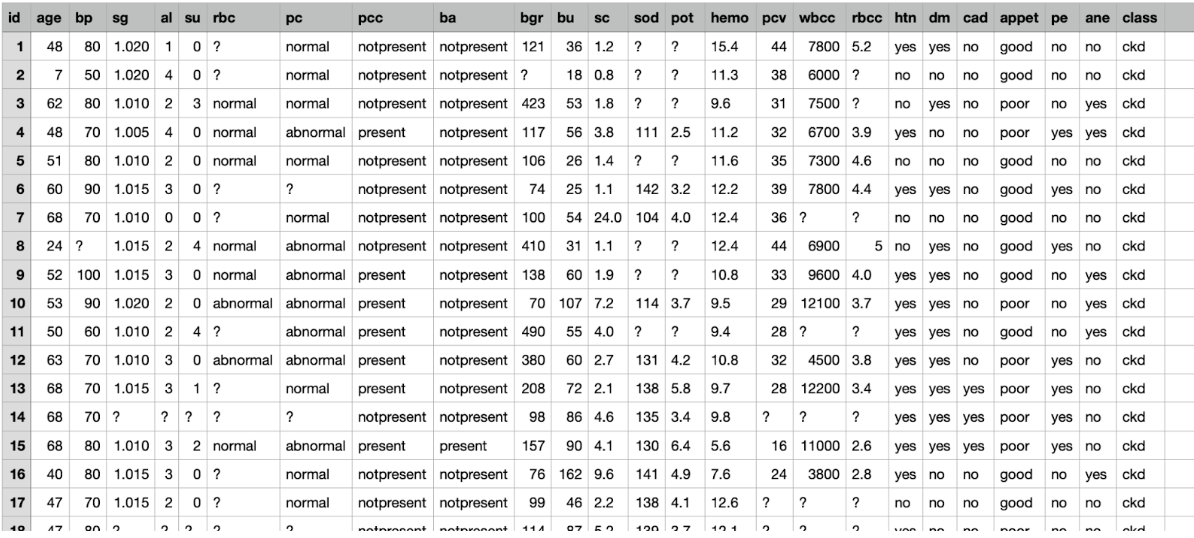 id age bp sg al su rbc pc pcc ba bgr bu sc sod pot hemo pcv wbcc rbcc htn dm cad appet pe ane class
1 48 80 1.020 1 0 ? normal notpresent notpresent 121 36 1.2 ? ? 15.4 44 7800 5.2 yes yes no good no no ckd
2 7 50 1.020 4 0 ? normal notpresent notpresent ? 18 0.8 ? ? 11.3 38 6000 ? no no no good no no ckd
3 62 80 1.010 2 3 normal normal notpresent notpresent 423 53 1.8 ? ? 9.6 31 7500 ? no yes no poor no yes ckd
4 48 70 1.005 4 0 normal abnormal present notpresent 117 56 3.8 111 2.5 11.2 32 6700 3.9 yes no no poor yes yes ckd
5 51 80 1.010 2 0 normal normal notpresent notpresent 106 26 1.4 ? ? 11.6 35 7300 4.6 no no no good no no ckd
6 60 90 1.015 3 0 ? ? notpresent notpresent 74 25 1.1 142 3.2 12.2 39 7800 4.4 yes yes no good yes no ckd
7 68 70 1.010 0 0 ? normal notpresent notpresent 100 54 24.0 104 4.0 12.4 36 ? ? no no no good no no ckd
8 24 ? 1.015 2 4 normal abnormal notpresent notpresent 410 31 1.1 ? ? 12.4 44 6900 5 no yes no good yes no ckd
9 52 100 1.015 3 0 normal abnormal present notpresent 138 60 1.9 ? ? 10.8 33 9600 4.0 yes yes no good no yes ckd
10 53 90 1.020 2 0 abnormal abnormal present notpresent 70 107 7.2 114 3.7 9.5 29 12100 3.7 yes yes no poor no yes ckd
11 50 60 1.010 2 4 ? abnormal present notpresent 490 55 4.0 ? ? 9.4 28 ? ? yes yes no good no yes ckd
12 63 70 1.010 3 0 abnormal abnormal present notpresent 380 60 2.7 131 4.2 10.8 32 4500 3.8 yes yes no poor yes no ckd
13 68 70 1.015 3 1 ? normal present notpresent 208 72 2.1 138 5.8 9.7 28 12200 3.4 yes yes yes poor yes no ckd
14 68 70 ? ? ? ? ? notpresent notpresent 98 86 4.6 135 3.4 9.8 ? ? ? yes yes yes poor yes no ckd
15 68 80 1.010 3 2 normal abnormal present present 157 90 4.1 130 6.4 5.6 16 11000 2.6 yes yes yes poor yes no ckd
16 40 80 1.015 3 0 ? normal notpresent notpresent 76 162 9.6 141 4.9 7.6 24 3800 2.8 yes no no good no yes ckd
17 47 70 1.015 2 0 ? normal notpresent notpresent 99 46 2.2 138 4.1 12.6 ? ? ? no no no good no no ckd
18 47 80 ? ? ? ? ? notpresent notpresent 114 87 5.2 139 3.7 12.1 ? ? ? yes no no poor no no ckd